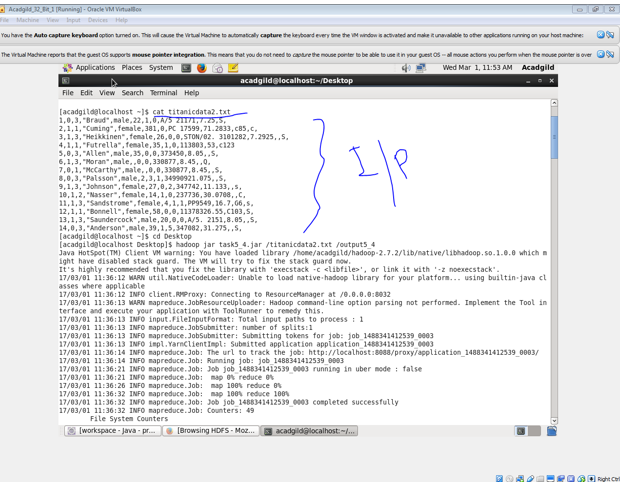 Acadgild_32_Bit_1 [Running] - Oracle VM VirtualBox
File Machine View Input Devices Help
You have the Auto capture keyboard option turned on. This will cause the Virtual Machine to automatically capture the keyboard every time the VM window is activated and make it unavailable to other applications running on your host machine:
The Virtual Machine reports that the guest OS supports mouse pointer integration. This means that you do not need to capture the mouse pointer to be able to use it in your guest OS -- all mouse actions you perform when the mouse pointer is over
Applications Places System Wed Mar 1, 11:53 AM Acadgild
acadgild@localhost:~/Desktop
File Edit View Search Terminal Help
[acadgild@localhost ~]$ cat titanicdata2.txt
1,0,3,"Braud",male,22,1,0,A/5 21171,7.25,S,
2,1,1,"Cuming",female,381,0,PC 17599,71.2833,c85,c,
3,1,3,"Heikkinen",female,26,0,0,STON/02. 3101282,7.2925,,S,
4,1,1,"Futrella",female,35,1,0,113803,53,c123
5,0,3,"Allen",male,35,0,0,373450,8.05,,S,
6,1,3,"Moran",male,,0,0,330877,8.45,,Q,
7,0,1,"McCarthy",male,,0,0,330877,8.45,,S,
8,0,3,"Palsson",male,2,3,1,34990921.075,,S,
9,1,3,"Johnson",female,27,0,2,347742,11.133,,s,
10,1,2,"Nasser",female,14,1,0,237736,30.0708,,C,
11,1,3,"Sandstrome",female,4,1,1,PP9549,16.7,G6,s,
12,1,1,"Bonnell",female,58,0,0,11378326.55,C103,S,
13,1,3,"Saundercock",male,20,0,0,A/5. 2151,8.05,,S,
14,0,3,"Anderson",male,39,1,5,347082,31.275,,S,
I/P
[acadgild@localhost ~]$ cd Desktop
[acadgild@localhost Desktop]$ hadoop jar task5_4.jar /titanicdata2.txt /output5_4
Java HotSpot(TM) Client VM warning: You have loaded library /home/acadgild/hadoop-2.7.2/lib/native/libhadoop.so.1.0.0 which m
ight have disabled stack guard. The VM will try to fix the stack guard now.
It's highly recommended that you fix the library with 'execstack -c <libfile>', or link it with '-z noexecstack'.
17/03/01 11:36:12 WARN util.NativeCodeLoader: Unable to load native-hadoop library for your platform... using builtin-java cl
asses where applicable
17/03/01 11:36:12 INFO client.RMProxy: Connecting to ResourceManager at /0.0.0.0:8032
17/03/01 11:36:13 WARN mapreduce.JobResourceUploader: Hadoop command-line option parsing not performed. Implement the Tool in
terface and execute your application with ToolRunner to remedy this.
17/03/01 11:36:13 INFO input.FileInputFormat: Total input paths to process : 1
17/03/01 11:36:13 INFO mapreduce.JobSubmitter: number of splits:1
17/03/01 11:36:13 INFO mapreduce.JobSubmitter: Submitting tokens for job: job_1488341412539_0003
17/03/01 11:36:13 INFO impl.YarnClientImpl: Submitted application application_1488341412539_0003
17/03/01 11:36:14 INFO mapreduce.Job: The url to track the job: http://localhost:8088/proxy/application_1488341412539_0003/
17/03/01 11:36:14 INFO mapreduce.Job: Running job: job_1488341412539_0003
17/03/01 11:36:21 INFO mapreduce.Job: Job job_1488341412539_0003 running in uber mode : false
17/03/01 11:36:21 INFO mapreduce.Job: map 0% reduce 0%
17/03/01 11:36:26 INFO mapreduce.Job: map 100% reduce 0%
17/03/01 11:36:32 INFO mapreduce.Job: map 100% reduce 100%
17/03/01 11:36:32 INFO mapreduce.Job: Job job_1488341412539_0003 completed successfully
17/03/01 11:36:32 INFO mapreduce.Job: Counters: 49
File System Counters
[workspace - Java - pr... [Browsing HDFS - Moz... acadgild@localhost:~/...
Right Ctrl